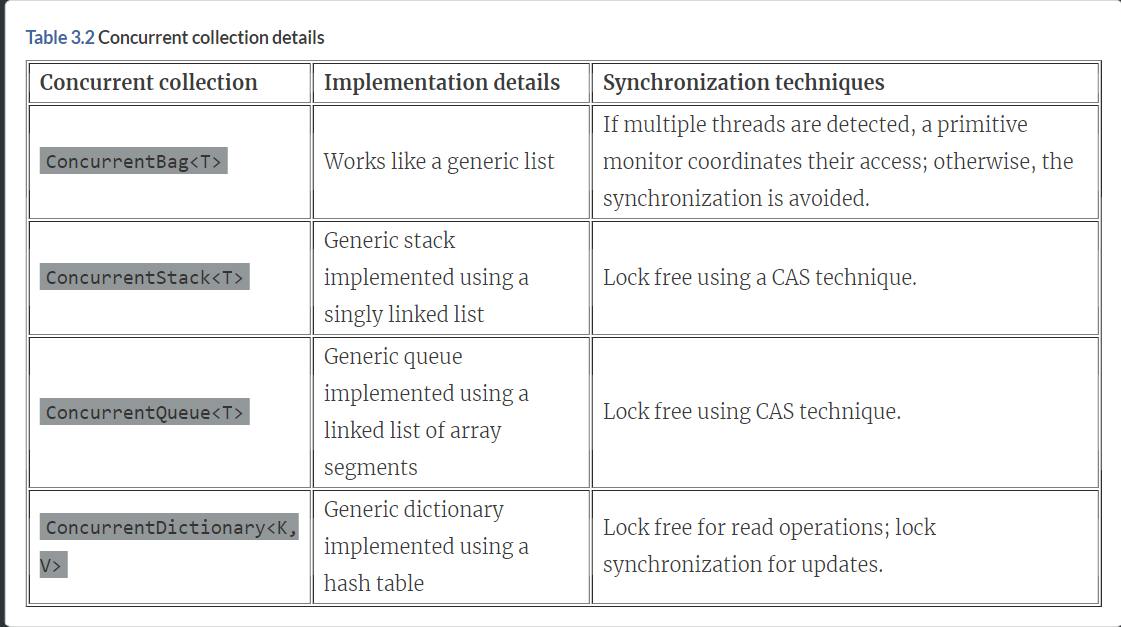 Table 3.2 Concurrent collection details
Concurrent collection
Implementation details
Synchronization techniques
ConcurrentBag<T>
Works like a generic list
If multiple threads are detected, a primitive
monitor coordinates their access; otherwise, the
synchronization is avoided.
ConcurrentStack<T>
Generic stack
implemented using a
singly linked list
Lock free using a CAS technique.
ConcurrentQueue<T>
Generic queue
implemented using a
linked list of array
segments
Lock free using CAS technique.
ConcurrentDictionary<K,
V>
Generic dictionary
implemented using a
hash table
Lock free for read operations; lock
synchronization for updates.